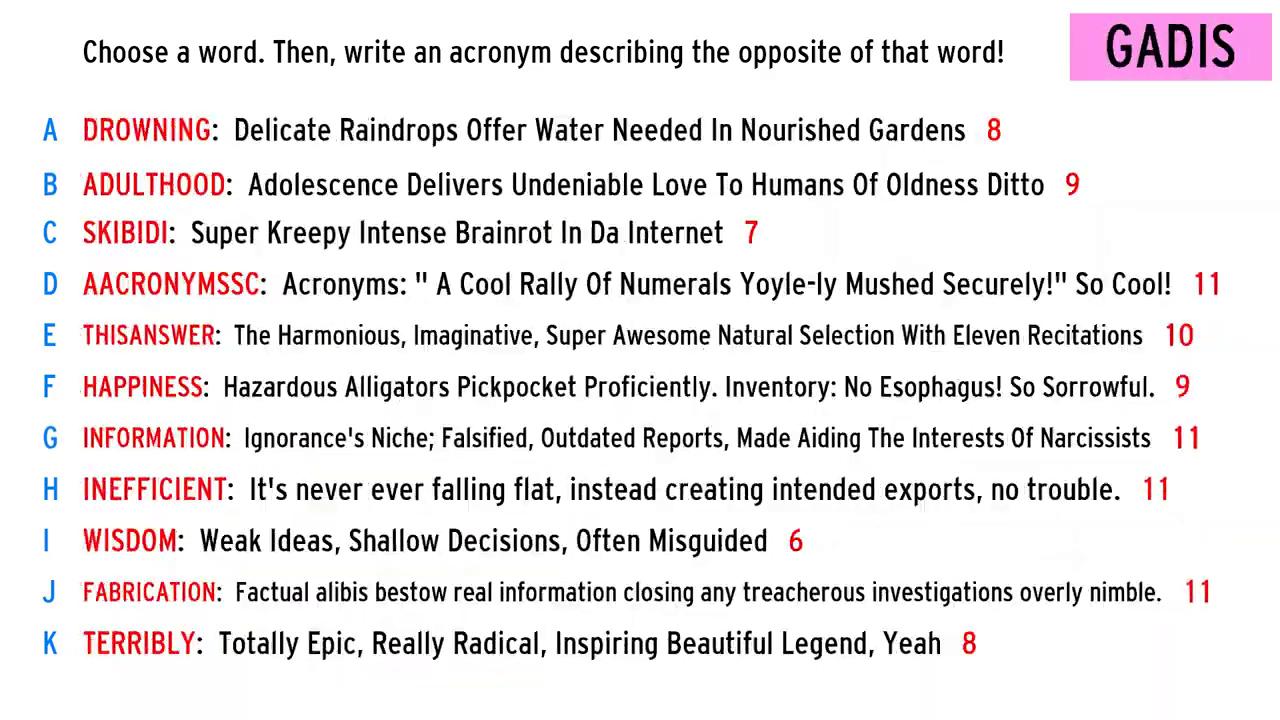 Choose a word. Then, write an acronym describing the opposite of that word!
GADIS
A DROWNING: Delicate Raindrops Offer Water Needed In Nourished Gardens 8
B ADULTHOOD: Adolescence Delivers Undeniable Love To Humans Of Oldness Ditto 9
C SKIBIDI: Super Kreepy Intense Brainrot In Da Internet 7
D AACRONYMSSC: Acronyms: " A Cool Rally Of Numerals Yoyle-ly Mushed Securely!" So Cool! 11
E THISANSWER: The Harmonious, Imaginative, Super Awesome Natural Selection With Eleven Recitations 10
F HAPPINESS: Hazardous Alligators Pickpocket Proficiently. Inventory: No Esophagus! So Sorrowful. 9
G INFORMATION: Ignorance's Niche; Falsified, Outdated Reports, Made Aiding The Interests Of Narcissists 11
H INEFFICIENT: It's never ever falling flat, instead creating intended exports, no trouble. 11
I WISDOM: Weak Ideas, Shallow Decisions, Often Misguided 6
J FABRICATION: Factual alibis bestow real information closing any treacherous investigations overly nimble. 11
K TERRIBLY: Totally Epic, Really Radical, Inspiring Beautiful Legend, Yeah 8